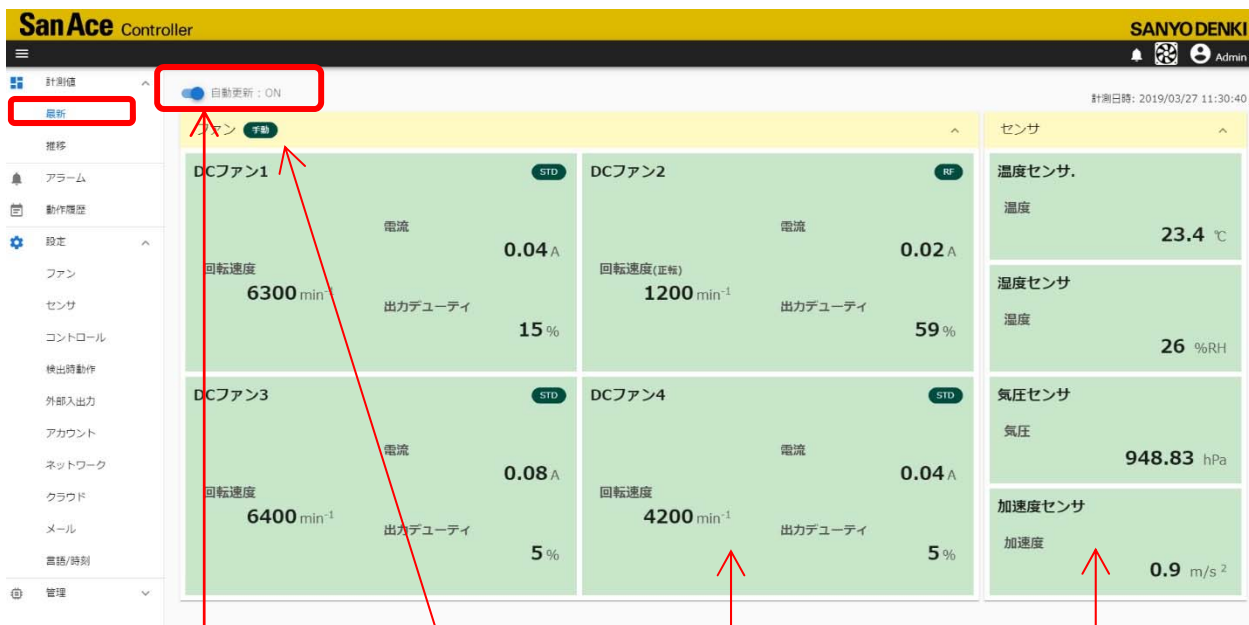 San Ace Controller
SANYO DENKI
Admin
計測値
最新
推移
アラーム
動作履歴
設定
ファン
センサ
コントロール
検出時動作
外部入出力
アカウント
ネットワーク
クラウド
メール
言語/時刻
管理
自動更新：ON
計測日時: 2019/03/27 11:30:40
ファン 手動
DCファン1 STD
電流
0.04 A
回転速度
6300 min⁻¹
出力デューティ
15 %
DCファン2 RF
電流
0.02 A
回転速度(正転)
1200 min⁻¹
出力デューティ
59 %
DCファン3 STD
電流
0.08 A
回転速度
6400 min⁻¹
出力デューティ
5 %
DCファン4 STD
電流
0.04 A
回転速度
4200 min⁻¹
出力デューティ
5 %
センサ
温度センサ.
温度
23.4 ℃
湿度センサ
湿度
26 %RH
気圧センサ
気圧
948.83 hPa
加速度センサ
加速度
0.9 m/s ²